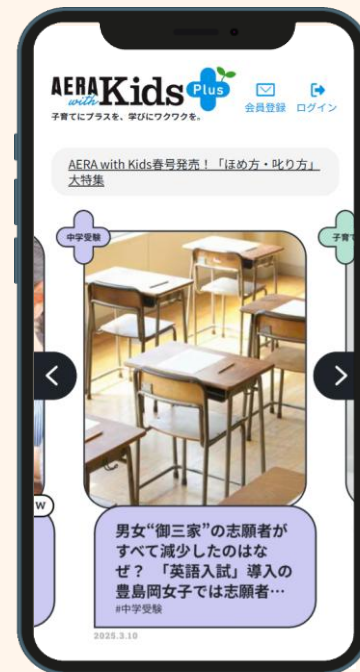 AERA with Kids Plus
子育てにプラスを、学びにワクワクを。
会員登録 ログイン
AERA with Kids春号発売！「ほめ方・叱り方」
大特集
中学受験
子育て
W
男女“御三家”の志願者が
すべて減少したのはな
ぜ？ 「英語入試」導入の
豊島岡女子では志願者…
#中学受験
2025.3.10